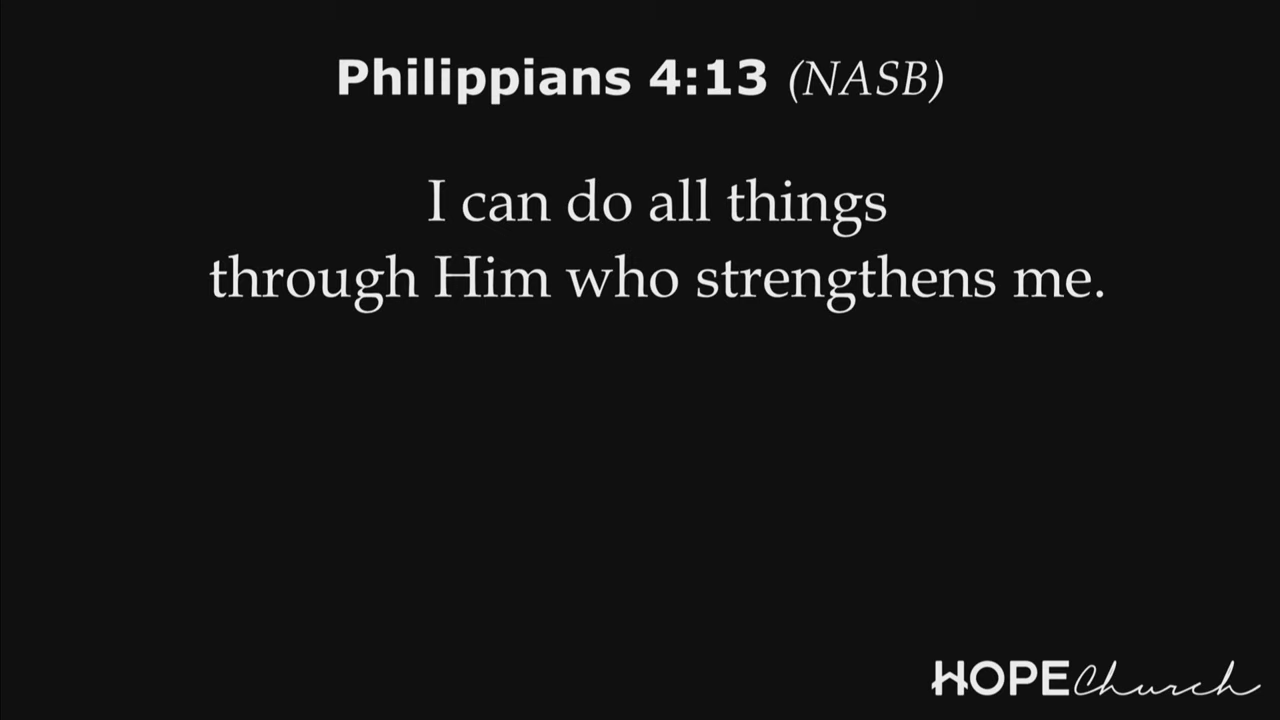 Philippians 4:13 (NASB)
I can do all things
through Him who strengthens me.
HOPE Church